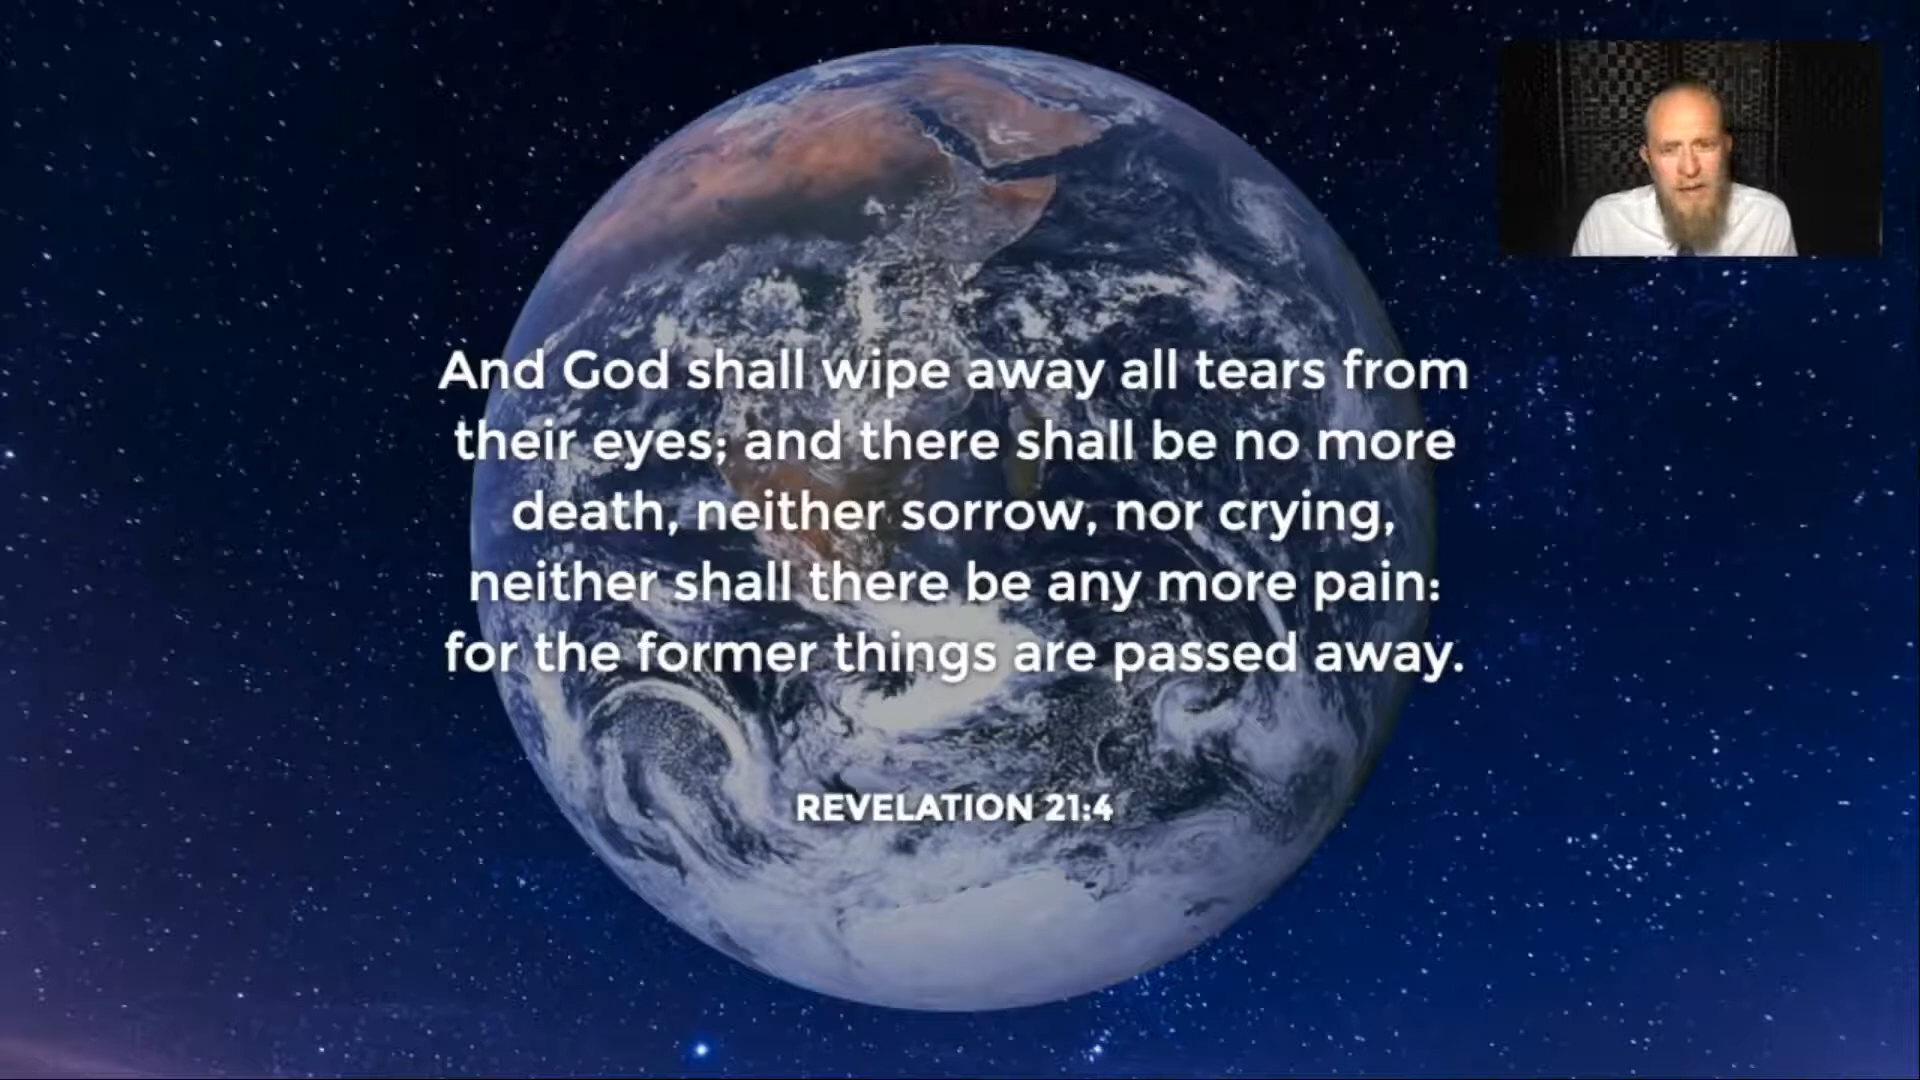 And God shall wipe away all tears from
their eyes; and there shall be no more
death, neither sorrow, nor crying,
neither shall there be any more pain:
for the former things are passed away.
REVELATION 21:4